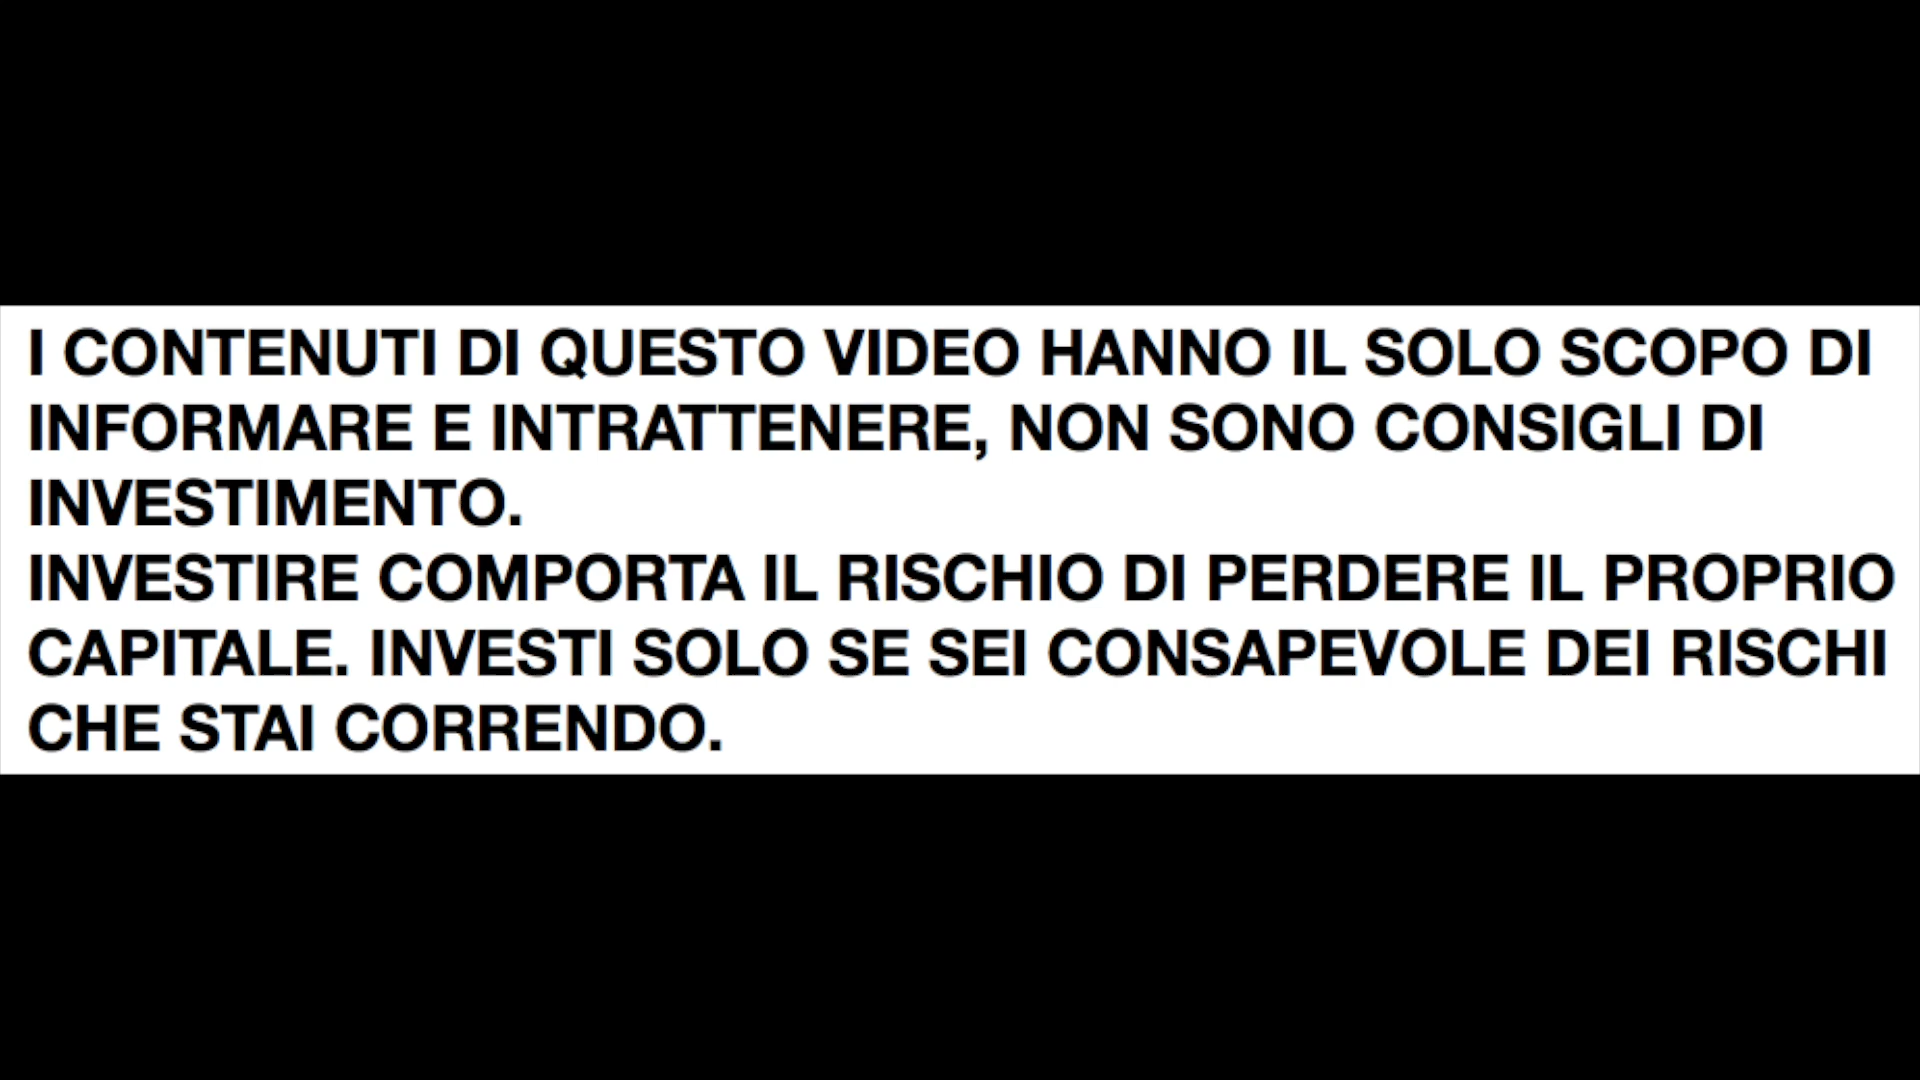 I CONTENUTI DI QUESTO VIDEO HANNO IL SOLO SCOPO DI
INFORMARE E INTRATTENERE, NON SONO CONSIGLI DI
INVESTIMENTO.
INVESTIRE COMPORTA IL RISCHIO DI PERDERE IL PROPRIO
CAPITALE. INVESTI SOLO SE SEI CONSAPEVOLE DEI RISCHI
CHE STAI CORRENDO.